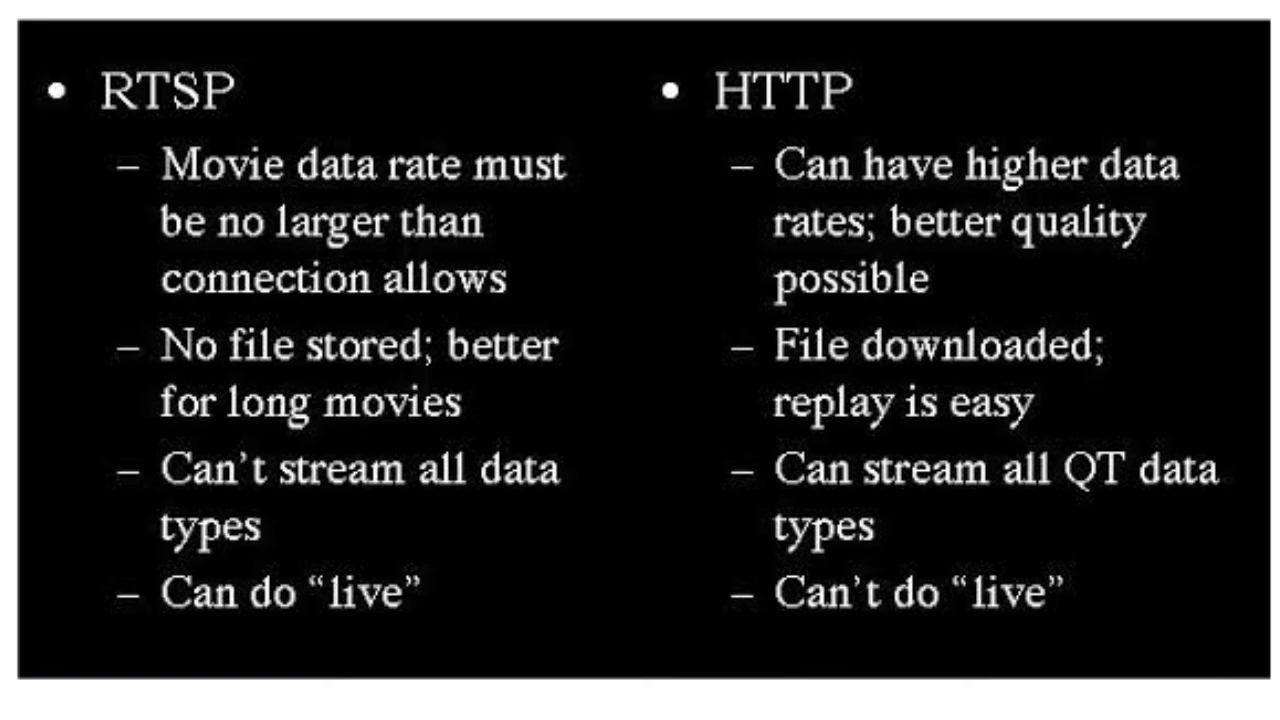 • RTSP
– Movie data rate must
be no larger than
connection allows
– No file stored; better
for long movies
– Can’t stream all data
types
– Can do “live”
• HTTP
– Can have higher data
rates; better quality
possible
– File downloaded;
replay is easy
– Can stream all QT data
types
– Can’t do “live”